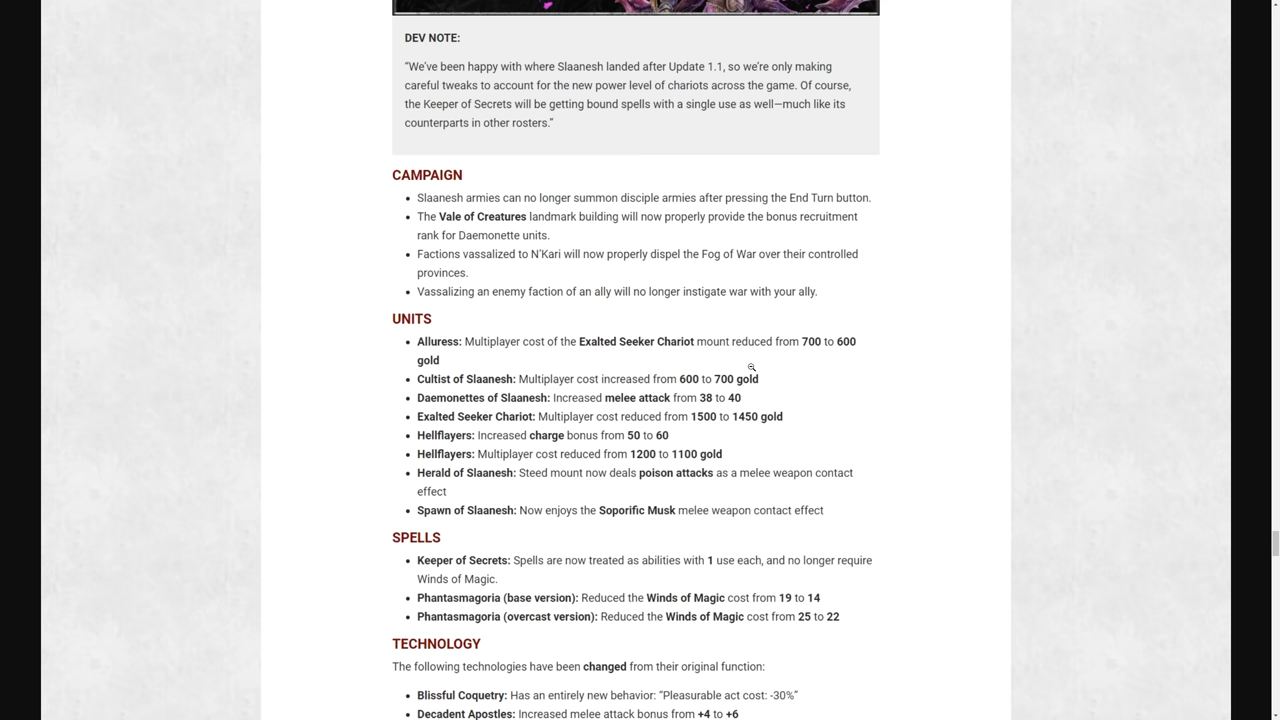 DEV NOTE:
“We’ve been happy with where Slaanesh landed after Update 1.1, so we’re only making
careful tweaks to account for the new power level of chariots across the game. Of course,
the Keeper of Secrets will be getting bound spells with a single use as well—much like its
counterparts in other rosters.”
CAMPAIGN
• Slaanesh armies can no longer summon disciple armies after pressing the End Turn button.
• The Vale of Creatures landmark building will now properly provide the bonus recruitment
rank for Daemonette units.
• Factions vassalized to N’Kari will now properly dispel the Fog of War over their controlled
provinces.
• Vassalizing an enemy faction of an ally will no longer instigate war with your ally.
UNITS
• Alluress: Multiplayer cost of the Exalted Seeker Chariot mount reduced from 700 to 600
gold
• Cultist of Slaanesh: Multiplayer cost increased from 600 to 700 gold
• Daemonettes of Slaanesh: Increased melee attack from 38 to 40
• Exalted Seeker Chariot: Multiplayer cost reduced from 1500 to 1450 gold
• Hellflayers: Increased charge bonus from 50 to 60
• Hellflayers: Multiplayer cost reduced from 1200 to 1100 gold
• Herald of Slaanesh: Steed mount now deals poison attacks as a melee weapon contact
effect
• Spawn of Slaanesh: Now enjoys the Soporific Musk melee weapon contact effect
SPELLS
• Keeper of Secrets: Spells are now treated as abilities with 1 use each, and no longer require
Winds of Magic.
• Phantasmagoria (base version): Reduced the Winds of Magic cost from 19 to 14
• Phantasmagoria (overcast version): Reduced the Winds of Magic cost from 25 to 22
TECHNOLOGY
The following technologies have been changed from their original function:
• Blissful Coquetry: Has an entirely new behavior: “Pleasurable act cost: -30%”
• Decadent Apostles: Increased melee attack bonus from +4 to +6